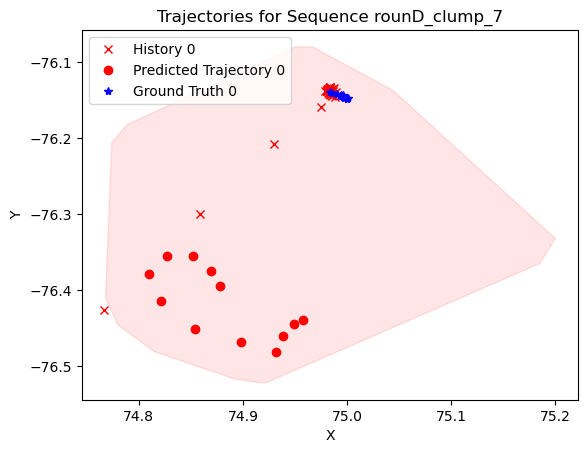 Trajectories for Sequence rounD_clump_7
History 0
Predicted Trajectory 0
Ground Truth 0
−76.1
−76.2
−76.3
−76.4
−76.5
Y
74.8 74.9 75.0 75.1 75.2
X